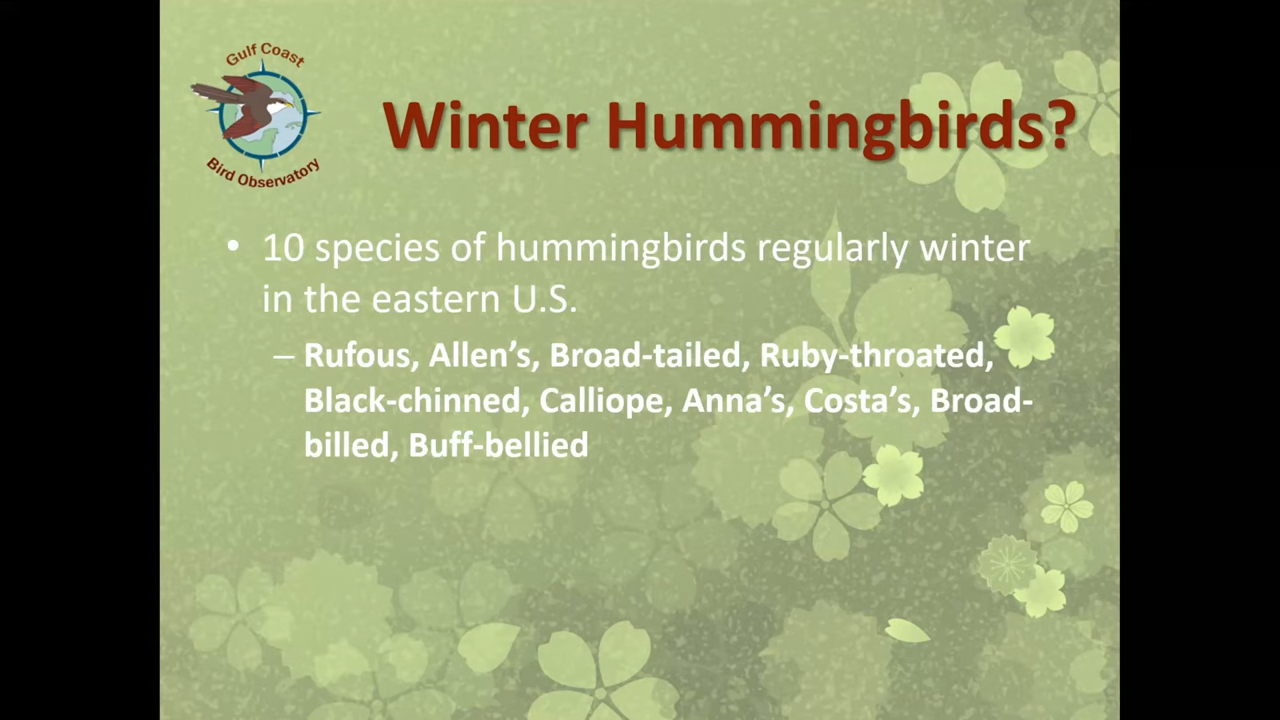 Gulf Coast
Bird Observatory
Winter Hummingbirds?
• 10 species of hummingbirds regularly winter
in the eastern U.S.
– Rufous, Allen’s, Broad-tailed, Ruby-throated,
Black-chinned, Calliope, Anna’s, Costa’s, Broad-
billed, Buff-bellied